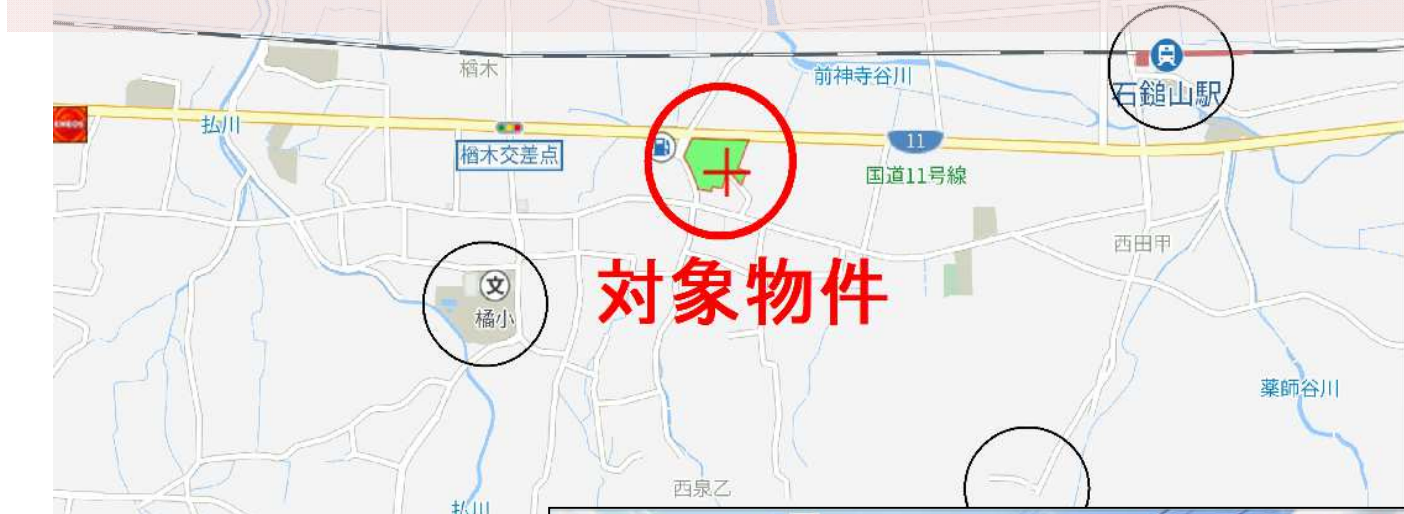 楢木
前神寺谷川
石鎚山駅
ENEOS
払川
楢木交差点
11
国道11号線
西田甲
文
橘小
対象物件
薬師谷川
西泉乙
払川